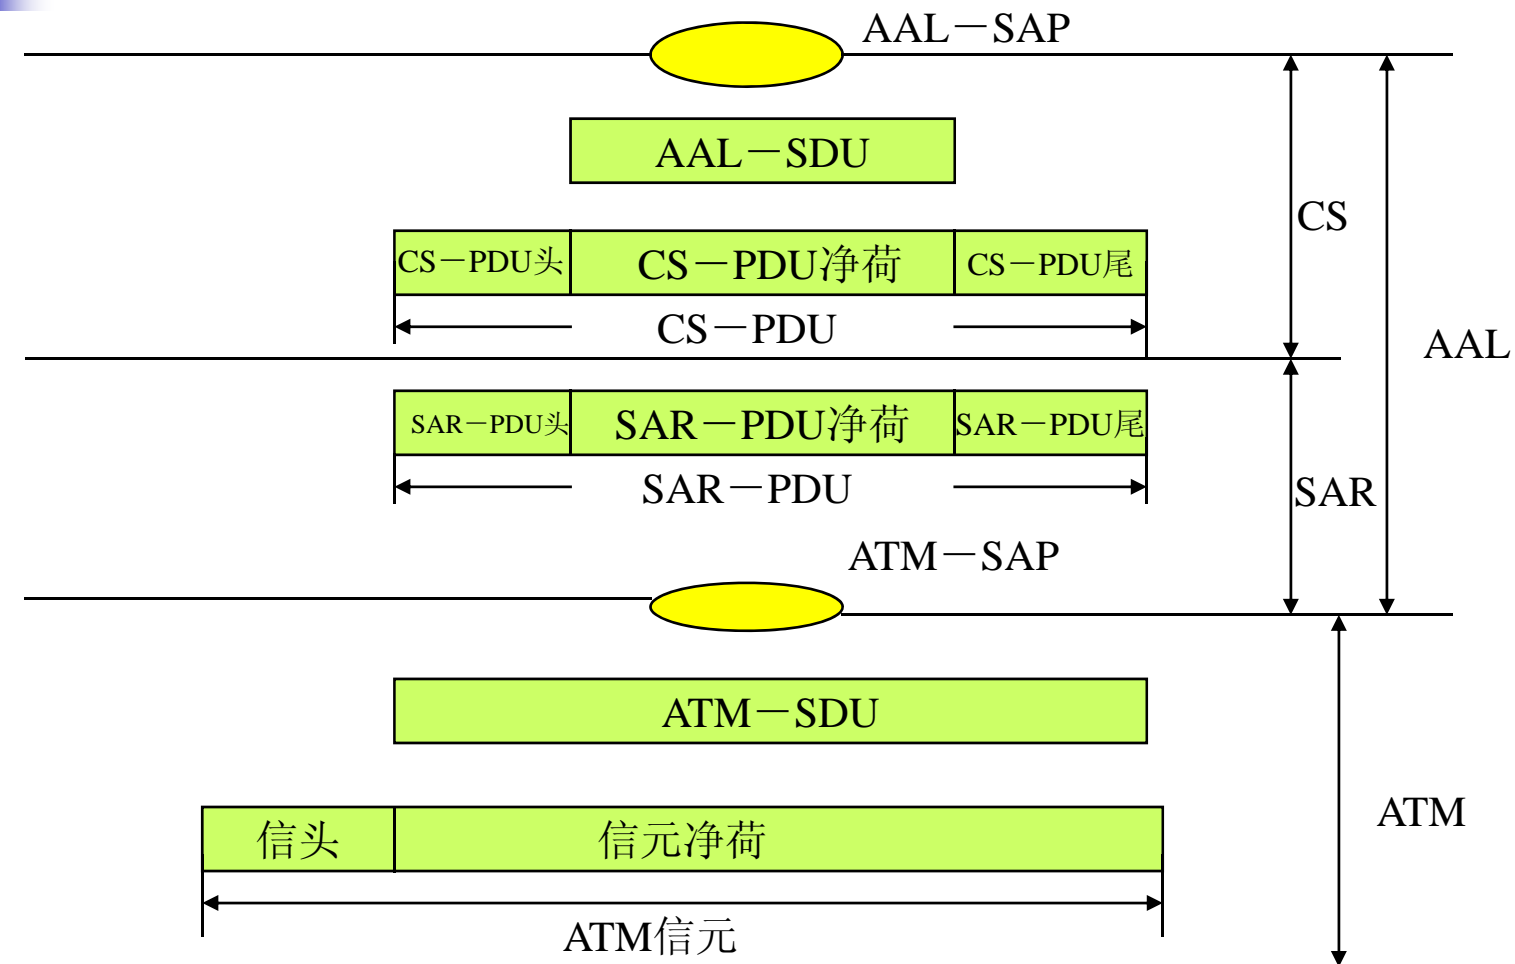 AAL－SAP
AAL－SDU
CS
CS－PDU头 CS－PDU净荷 CS－PDU尾
CS－PDU
AAL
SAR－PDU头 SAR－PDU净荷 SAR－PDU尾
SAR－PDU
SAR
ATM－SAP
ATM－SDU
ATM
信头 信元净荷
ATM信元